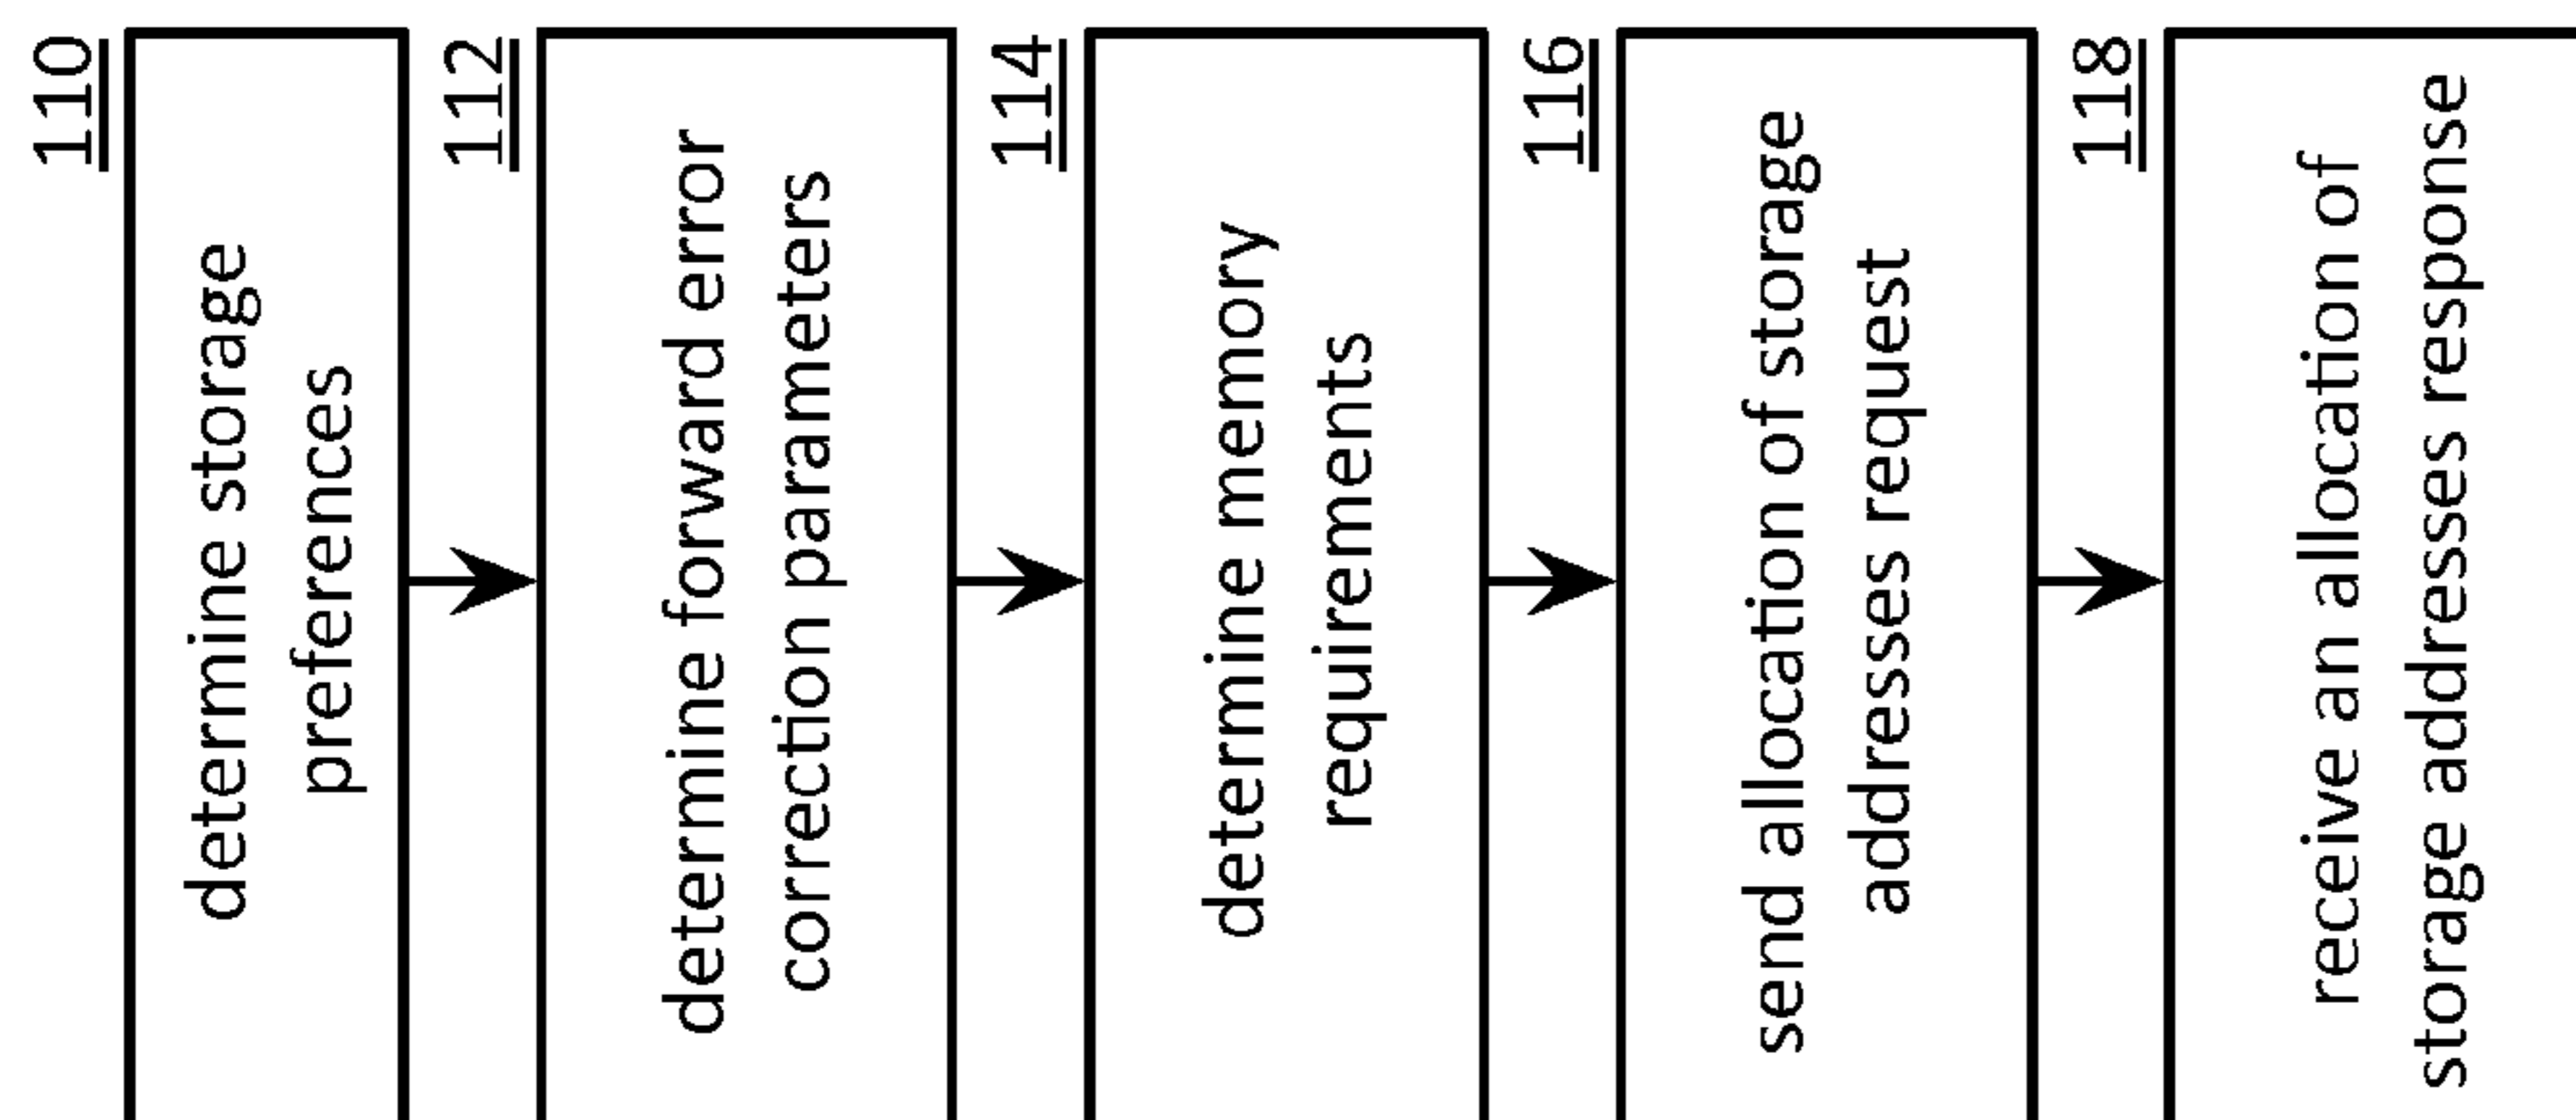 110
determine storage
preferences
112
determine forward error
correction parameters
114
determine memory
requirements
116
send allocation of storage
addresses request
118
receive an allocation of
storage addresses response